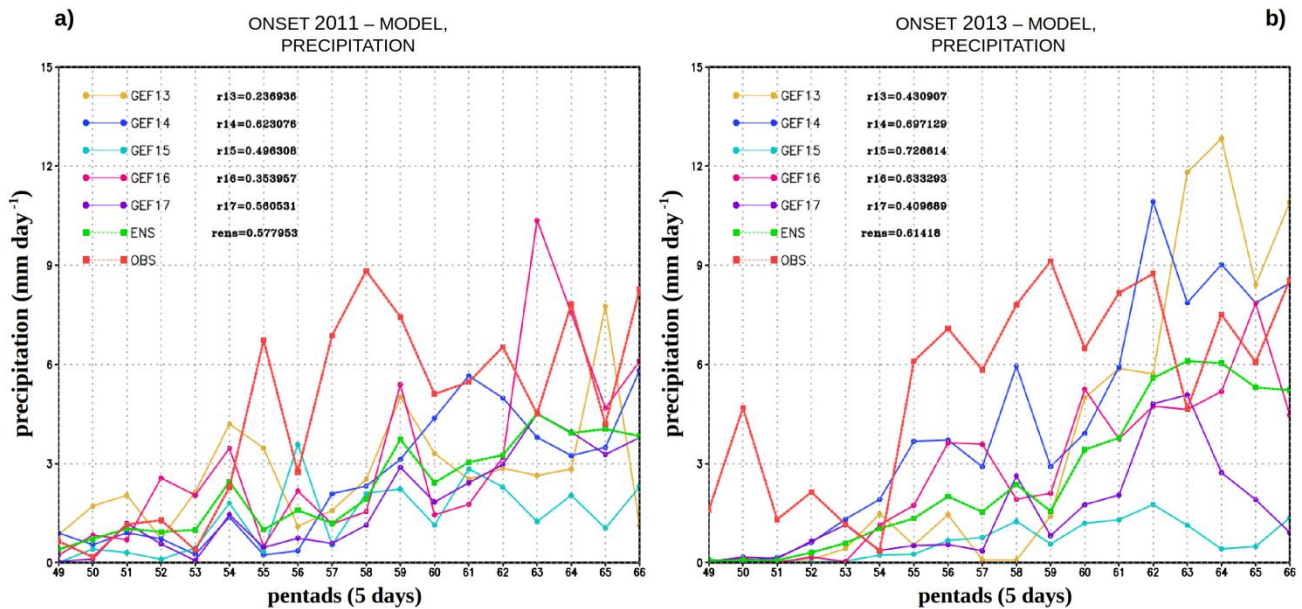 a)
ONSET 2011 – MODEL,
PRECIPITATION
15
12
9
6
3
0
precipitation (mm day-1)
GEF13 r13=0.236936
GEF14 r14=0.623076
GEF15 r15=0.496308
GEF16 r16=0.353957
GEF17 r17=0.560531
ENS rens=0.577953
OBS
49 50 51 52 53 54 55 56 57 58 59 60 61 62 63 64 65 66
pentads (5 days)
b)
ONSET 2013 – MODEL,
PRECIPITATION
15
12
9
6
3
0
precipitation (mm day-1)
GEF13 r13=0.430907
GEF14 r14=0.697129
GEF15 r15=0.726614
GEF16 r16=0.633293
GEF17 r17=0.409689
ENS rens=0.61418
OBS
49 50 51 52 53 54 55 56 57 58 59 60 61 62 63 64 65 66
pentads (5 days)